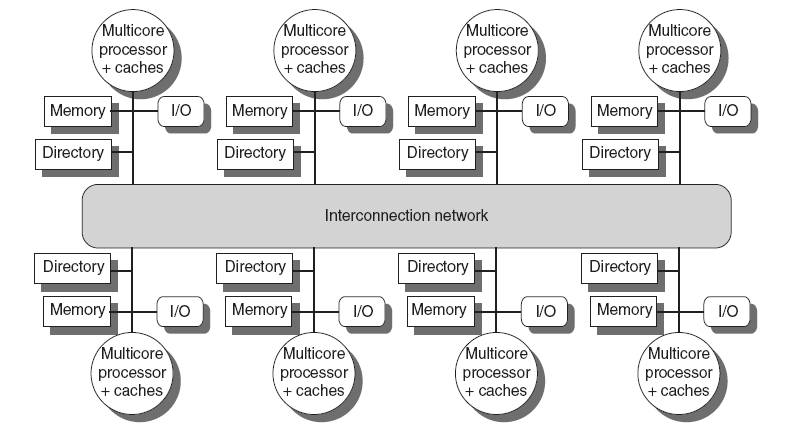 Multicore
processor
+ caches
Multicore
processor
+ caches
Multicore
processor
+ caches
Multicore
processor
+ caches
Memory
I/O
Memory
I/O
Memory
I/O
Memory
I/O
Directory
Directory
Directory
Directory
Interconnection network
Directory
Directory
Directory
Directory
Memory
I/O
Memory
I/O
Memory
I/O
Memory
I/O
Multicore
processor
+ caches
Multicore
processor
+ caches
Multicore
processor
+ caches
Multicore
processor
+ caches